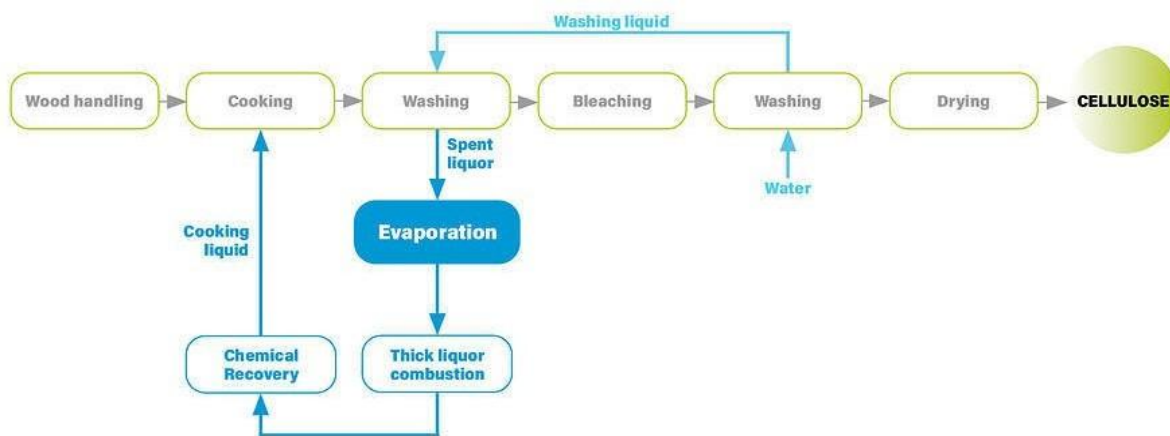 Washing liquid
Wood handling
Cooking
Washing
Bleaching
Washing
Drying
CELLULOSE
Spent
liquor
Water
Evaporation
Cooking
liquid
Chemical
Recovery
Thick liquor
combustion